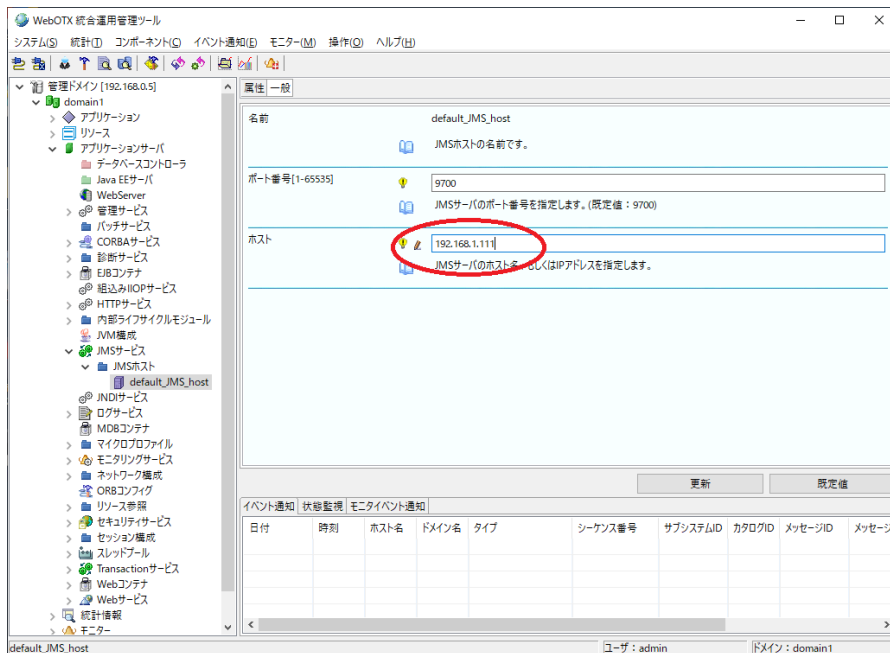 WebOTX 統合運用管理ツール
システム(S) 統計(T) コンポーネント(C) イベント通知(E) モニター(M) 操作(O) ヘルプ(H)
管理ドメイン [192.168.0.5]
domain1
アプリケーション
リソース
アプリケーションサーバ
データベースコントローラ
Java EEサーバ
WebServer
管理サービス
バッチサービス
CORBAサービス
診断サービス
EJBコンテナ
組込みIIOPサービス
HTTPサービス
内部ライフサイクルモジュール
JVM構成
JMSサービス
JMSホスト
default_JMS_host
JNDIサービス
ログサービス
MDBコンテナ
マイクロプロファイル
モニタリングサービス
ネットワーク構成
ORBコンフィグ
リソース参照
セキュリティサービス
セッション構成
スレッドプール
Transactionサービス
Webコンテナ
Webサービス
統計情報
モニター
属性 一般
名前 default_JMS_host
JMSホストの名前です。
ポート番号[1-65535] 9700
JMSサーバのポート番号を指定します。(既定値：9700)
ホスト 192.168.1.111
JMSサーバのホスト名、もしくはIPアドレスを指定します。
更新 既定値
イベント通知 状態監視 モニタイベント通知
日付 時刻 ホスト名 ドメイン名 タイプ シーケンス番号 サブシステムID カタログID メッセージID メッセージ
default_JMS_host ユーザ：admin ドメイン：domain1